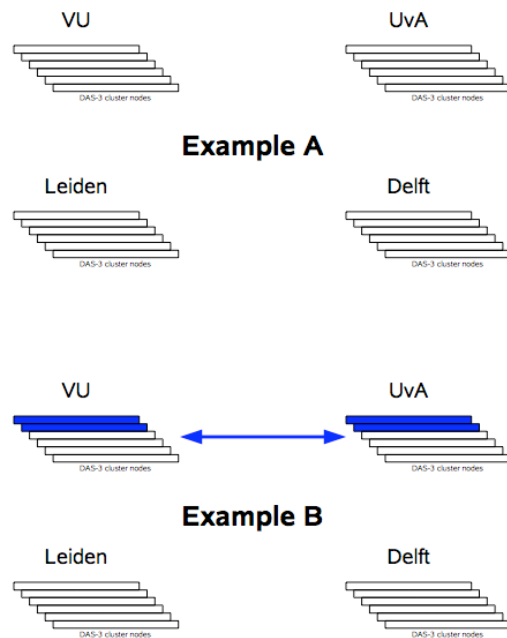 VU UvA
DAS-3 cluster nodes DAS-3 cluster nodes
Example A
Leiden Delft
DAS-3 cluster nodes DAS-3 cluster nodes
VU UvA
DAS-3 cluster nodes DAS-3 cluster nodes
Example B
Leiden Delft
DAS-3 cluster nodes DAS-3 cluster nodes